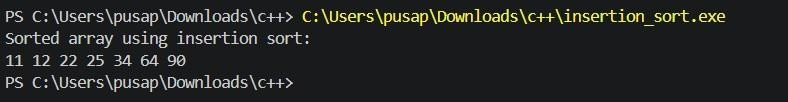 PS C:\Users\pusap\Downloads\c++> C:\Users\pusap\Downloads\c++\insertion_sort.exe
Sorted array using insertion sort:
11 12 22 25 34 64 90
PS C:\Users\pusap\Downloads\c++>